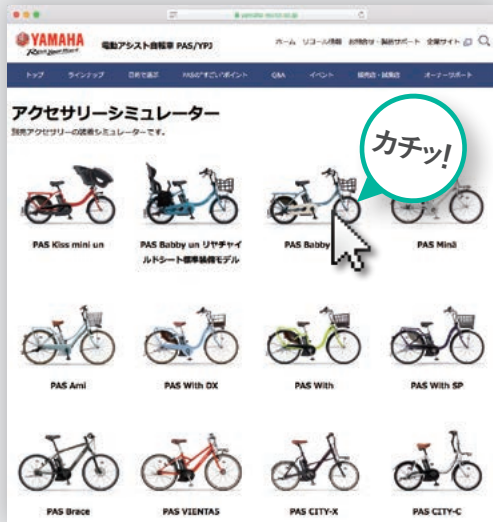 YAMAHA
Revs Your Heart
電動アシスト自転車 PAS/YPJ
ホーム リコール情報 お問合せ・製品サポート 企業サイト
トップ ラインナップ 目的で選ぶ PASの"すごい"ポイント Q&A イベント 販売店・試乗店 オーナーサポート
アクセサリーシミュレーター
別売アクセサリーの装着シミュレーターです。
カチッ!
PAS Kiss mini un
PAS Babby un リヤチャイ
ルドシート標準装備モデル
PAS Babby
PAS Mina
PAS Ami
PAS With DX
PAS With
PAS With SP
PAS Brace
PAS VIENTA5
PAS CITY-X
PAS CITY-C